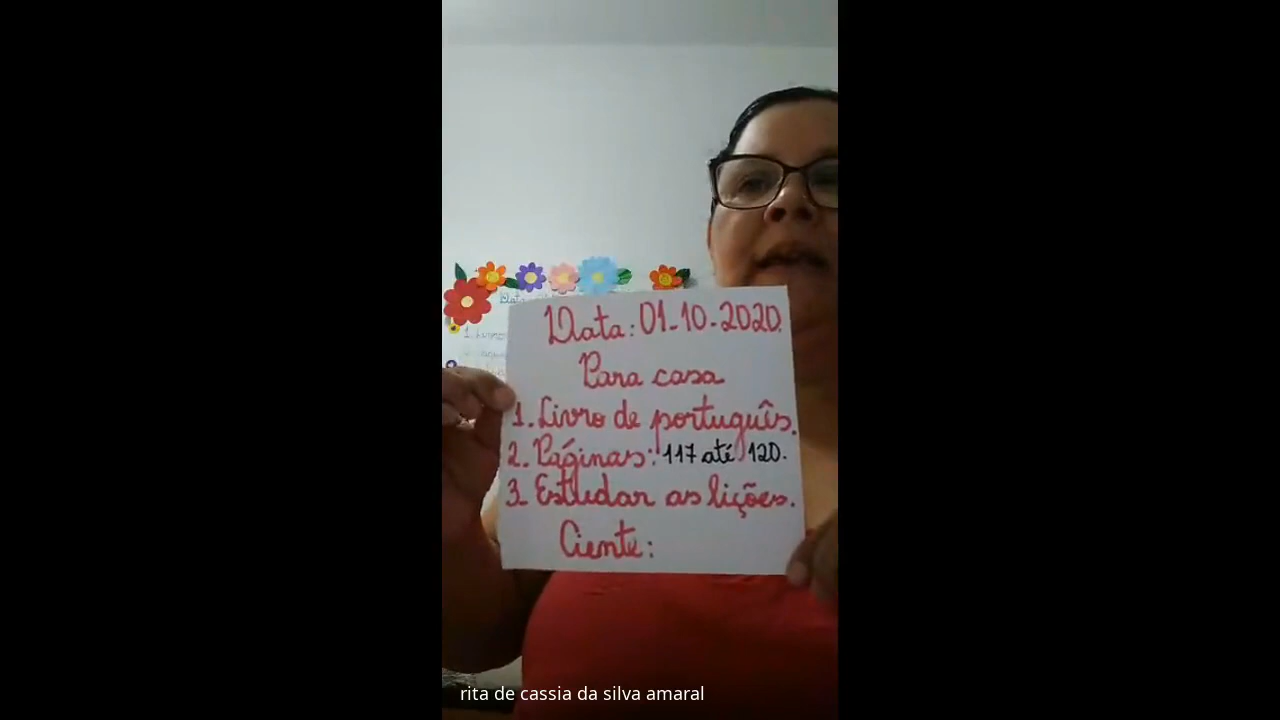 Data: 01-10-2020.
Para casa
1. Livro de português.
2. Páginas: 117 até 120.
3- Estudar as lições.
Ciente:
rita de cassia da silva amaral